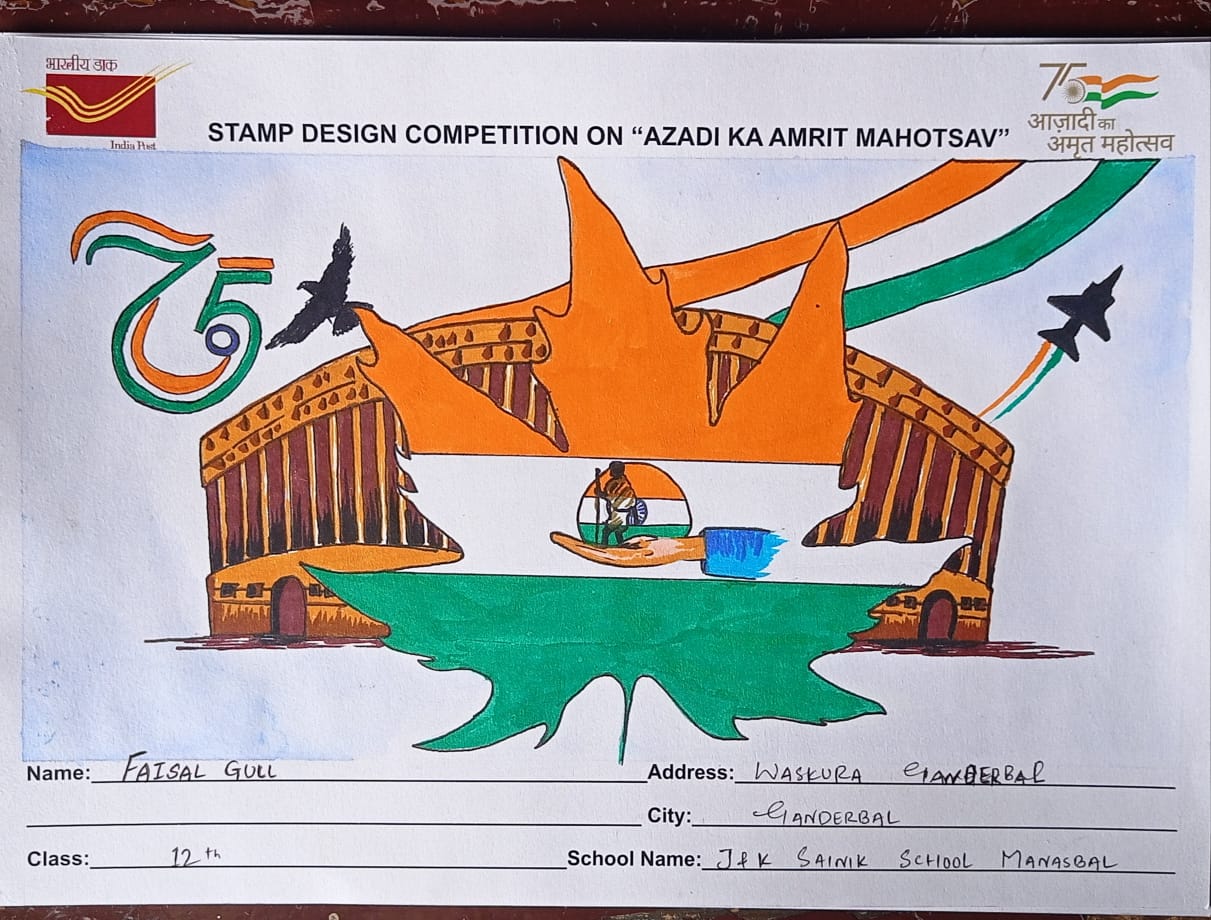 भारतीय डाक
India Post
75
आज़ादी का
अमृत महोत्सव
STAMP DESIGN COMPETITION ON “AZADI KA AMRIT MAHOTSAV”
75
Name: FAISAL GULL
Address: WASKURA GANDERBAL
City: GANDERBAL
Class: 12th
School Name: J&K SAINIK SCHOOL MANASBAL